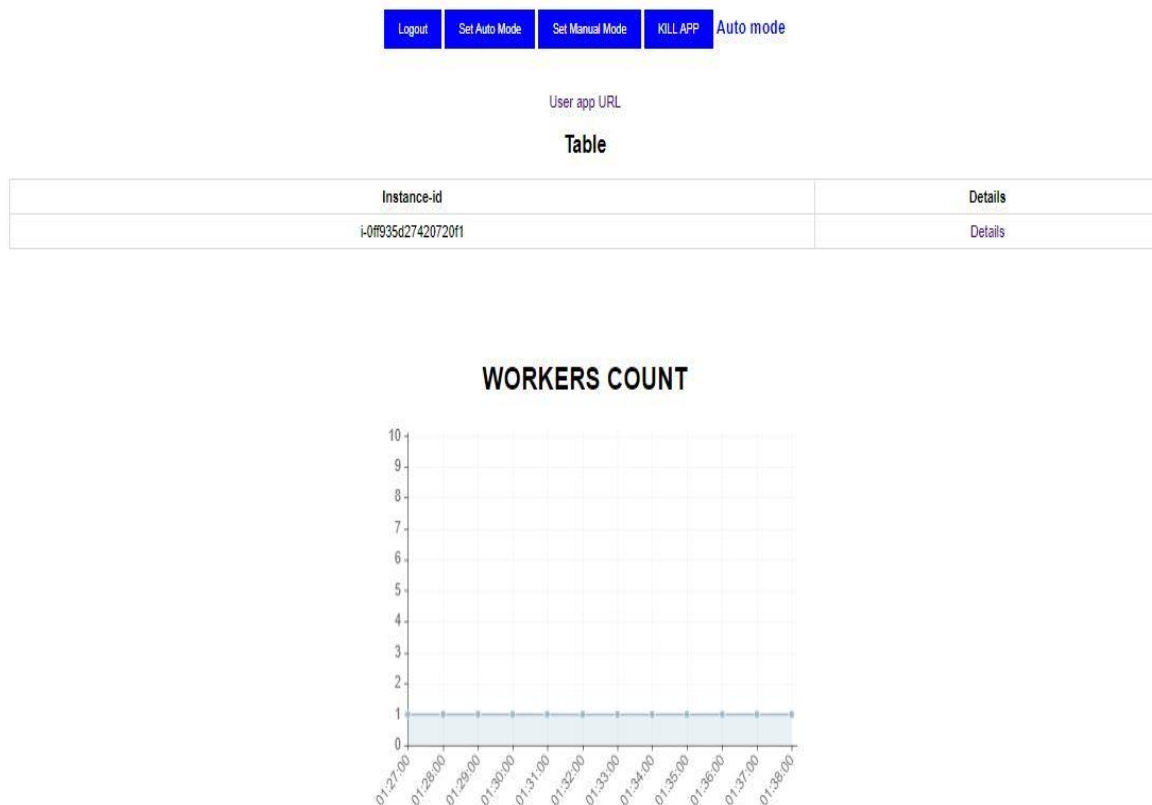 Logout Set Auto Mode Set Manual Mode KILL APP Auto mode
User app URL
Table
Instance-id Details
i-0ff935d27420720f1 Details
WORKERS COUNT
10
9
8
7
6
5
4
3
2
1
0
01:27:00 01:28:00 01:29:00 01:30:00 01:31:00 01:32:00 01:33:00 01:34:00 01:35:00 01:36:00 01:37:00 01:38:00